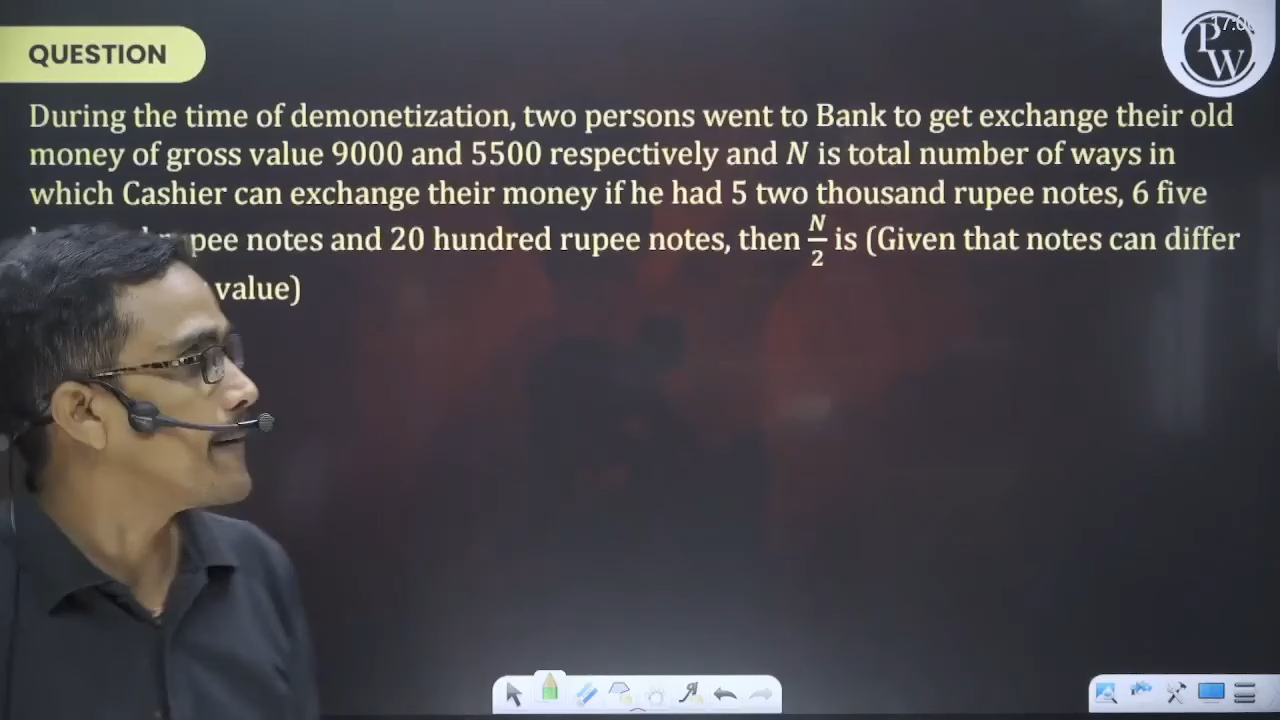 QUESTION
17:0
PW
During the time of demonetization, two persons went to Bank to get exchange their old
money of gross value 9000 and 5500 respectively and N is total number of ways in
which Cashier can exchange their money if he had 5 two thousand rupee notes, 6 five
pee notes and 20 hundred rupee notes, then N/2 is (Given that notes can differ
value)